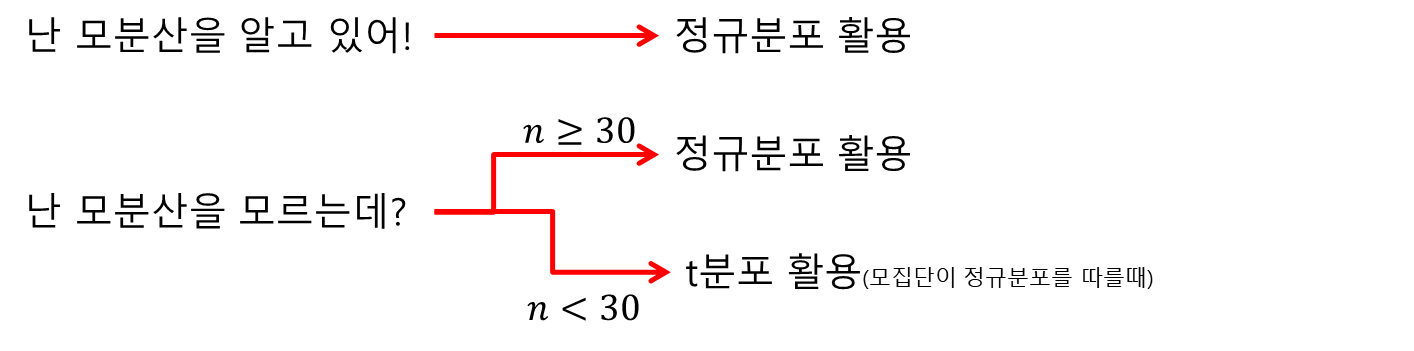 난 모분산을 알고 있어! 정규분포 활용
n ≥ 30 정규분포 활용
난 모분산을 모르는데?
t분포 활용(모집단이 정규분포를 따를때)
n < 30